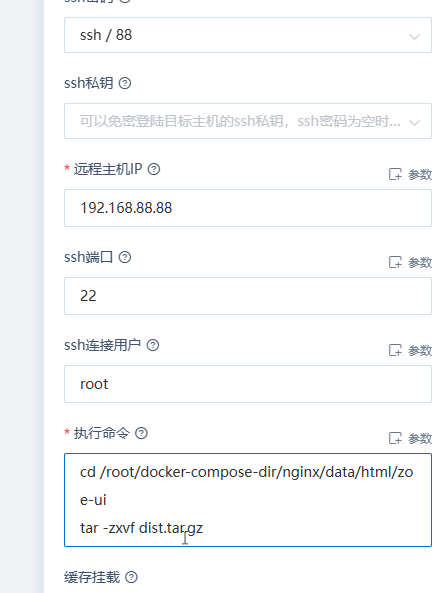 ssh密码
ssh / 88
ssh私钥
可以免密登陆目标主机的ssh私钥，ssh密码为空时...
* 远程主机IP
参数
192.168.88.88
ssh端口
参数
22
ssh连接用户
参数
root
* 执行命令
参数
cd /root/docker-compose-dir/nginx/data/html/zo
e-ui
tar -zxvf dist.tar.gz
缓存挂载